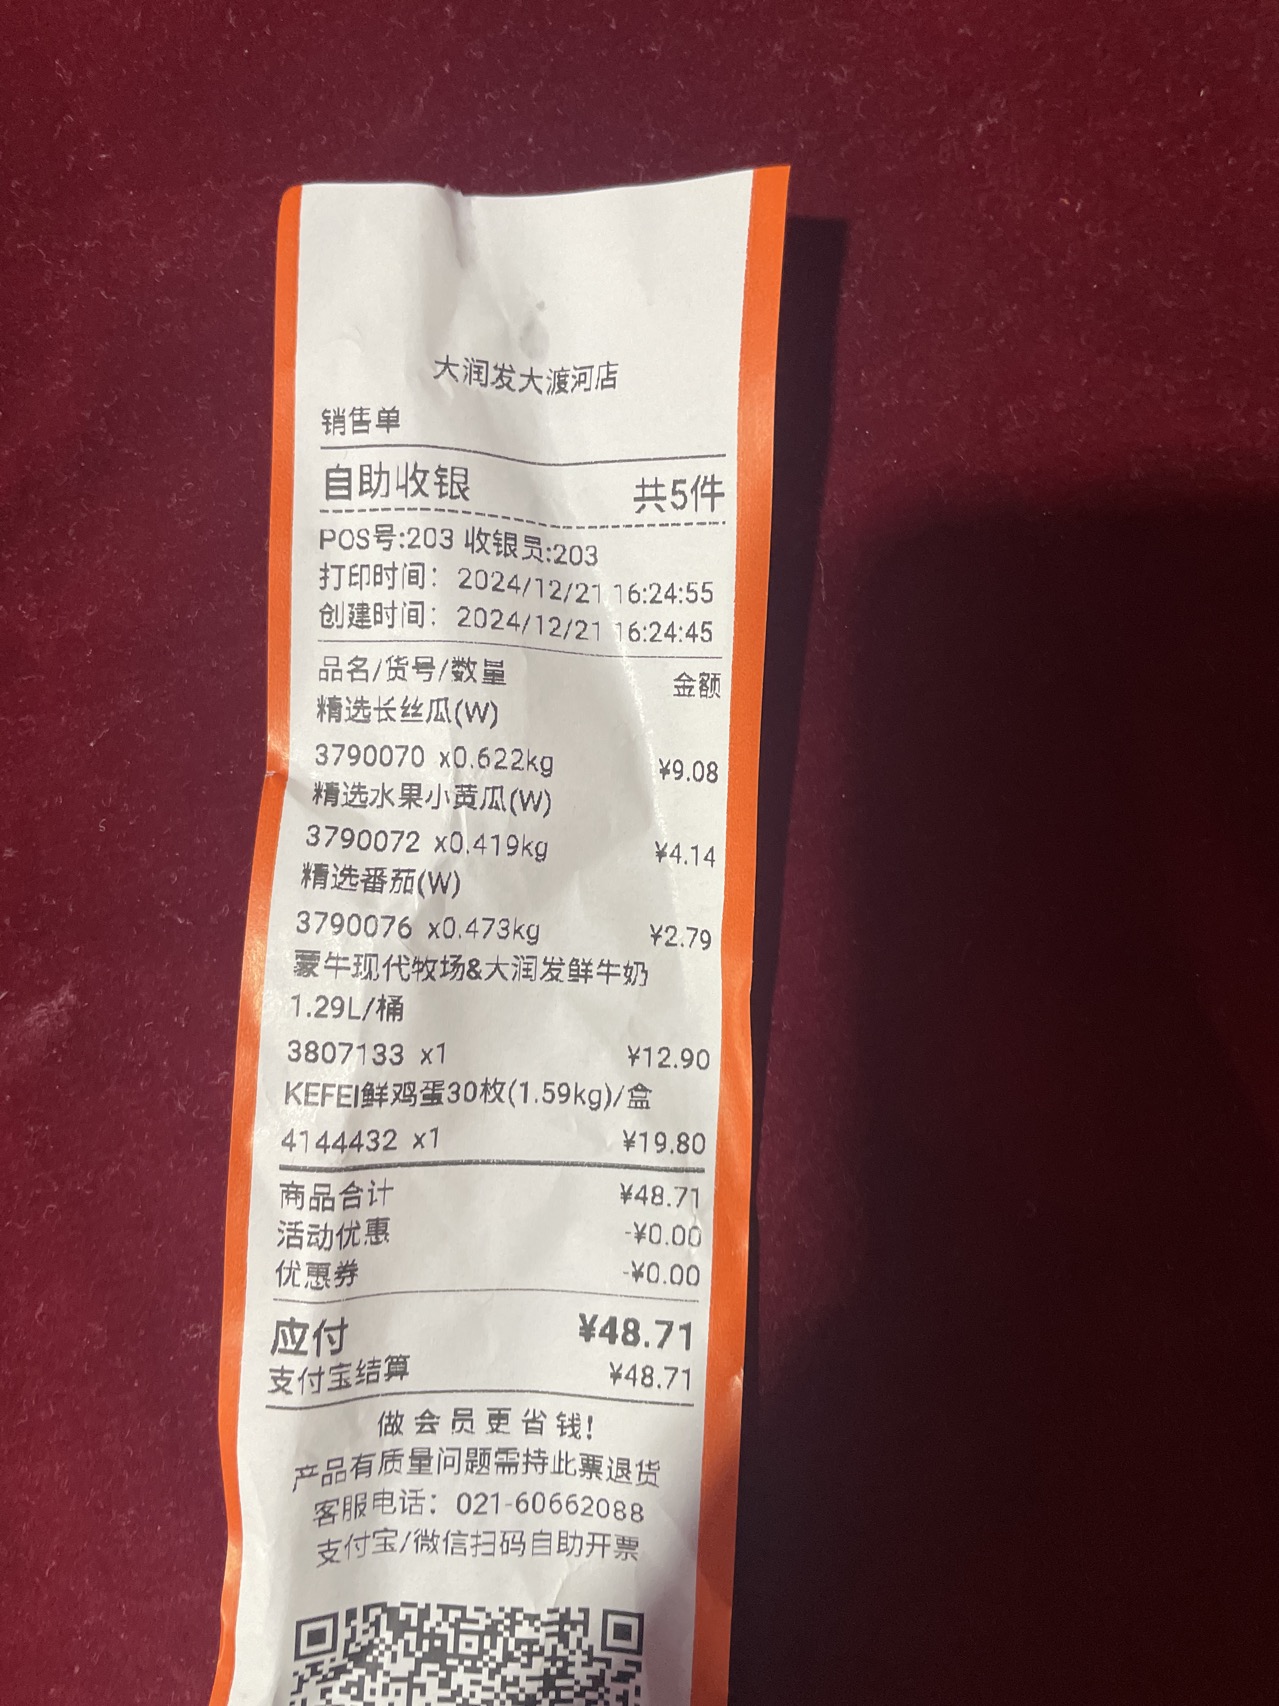 大润发大渡河店
销售单
自助收银 共5件
POS号:203 收银员:203
打印时间： 2024/12/21 16:24:55
创建时间： 2024/12/21 16:24:45
品名/货号/数量 金额
精选长丝瓜(W)
3790070 x0.622kg ¥9.08
精选水果小黄瓜(W)
3790072 x0.419kg ¥4.14
精选番茄(W)
3790076 x0.473kg ¥2.79
蒙牛现代牧场&大润发鲜牛奶
1.29L/桶
3807133 x1 ¥12.90
KEFEI鲜鸡蛋30枚(1.59kg)/盒
4144432 x1 ¥19.80
商品合计 ¥48.71
活动优惠 -¥0.00
优惠券 -¥0.00
应付 ¥48.71
支付宝结算 ¥48.71
做会员更省钱!
产品有质量问题需持此票退货
客服电话：021-60662088
支付宝/微信扫码自助开票